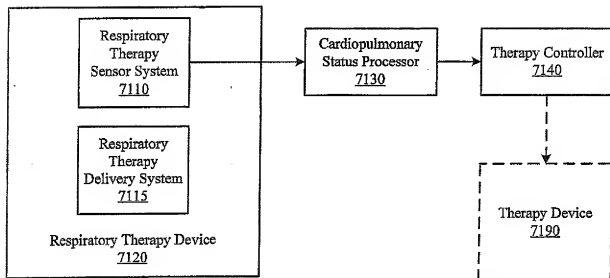 Respiratory
Therapy
Sensor System
7110
Cardiopulmonary
Status Processor
7130
Therapy Controller
7140
Respiratory
Therapy
Delivery System
7115
Therapy Device
7190
Respiratory Therapy Device
7120